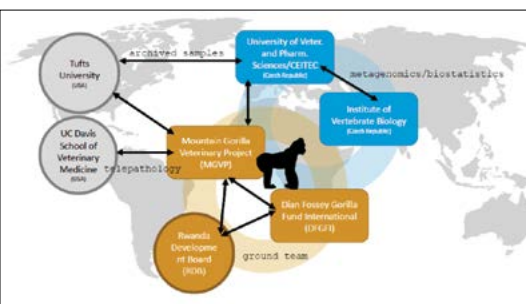 Tufts
University
(USA)
archived samples
University of Veter.
and Pharm.
Sciences/CEITEC
(Czech Republic)
metagenomics/biostatistics
Institute of
Vertebrate Biology
(Czech Republic)
UC Davis
School of
Veterinary
Medicine
(USA)
telepathology
Mountain Gorilla
Veterinary Project
(MGVP)
Dian Fossey Gorilla
Fund International
(DFGFI)
Rwanda
Developme
nt Board
(RDB)
ground team